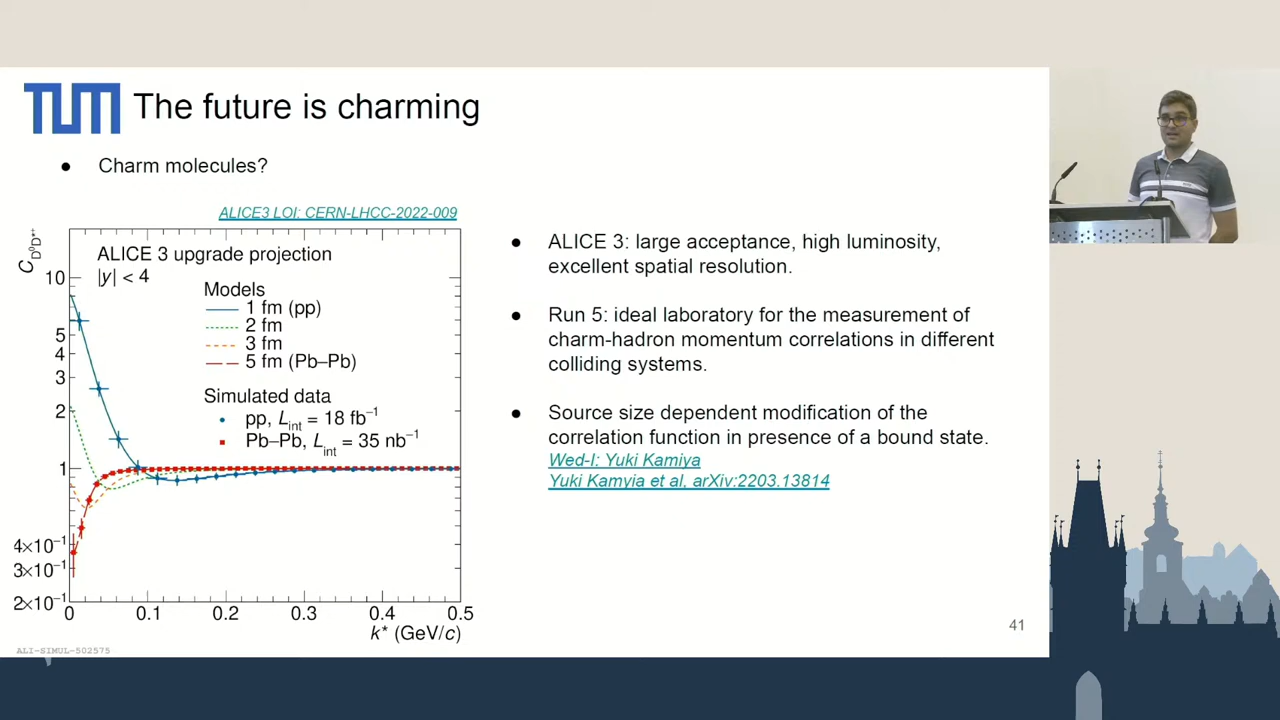 TUM The future is charming
● Charm molecules?
ALICE3 LOI: CERN-LHCC-2022-009
C_D⁰D*⁺
ALICE 3 upgrade projection
|y| < 4
Models
1 fm (pp)
2 fm
3 fm
5 fm (Pb–Pb)
Simulated data
pp, L_int = 18 fb⁻¹
Pb–Pb, L_int = 35 nb⁻¹
10
5
4
3
2
1
4×10⁻¹
3×10⁻¹
2×10⁻¹
0 0.1 0.2 0.3 0.4 0.5
k* (GeV/c)
ALI-SIMUL-502575
● ALICE 3: large acceptance, high luminosity,
excellent spatial resolution.
● Run 5: ideal laboratory for the measurement of
charm-hadron momentum correlations in different
colliding systems.
● Source size dependent modification of the
correlation function in presence of a bound state.
Wed-I: Yuki Kamiya
Yuki Kamyia et al, arXiv:2203.13814
41